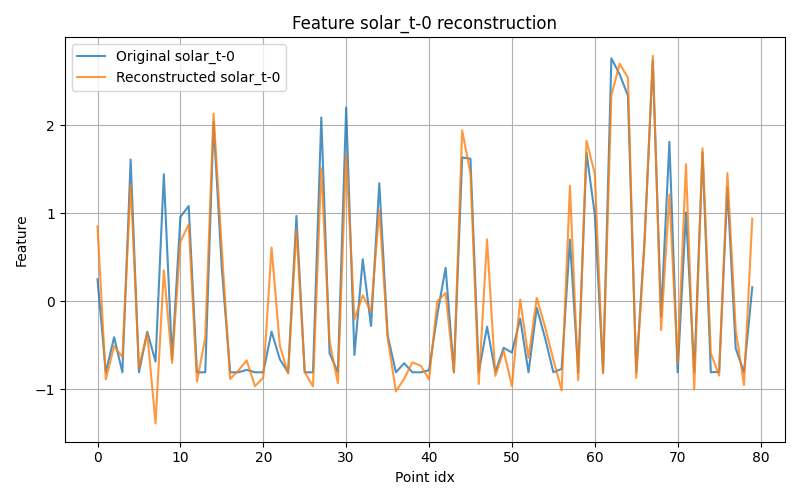 Feature solar_t-0 reconstruction
Original solar_t-0
Reconstructed solar_t-0
2
1
0
−1
Feature
0 10 20 30 40 50 60 70 80
Point idx